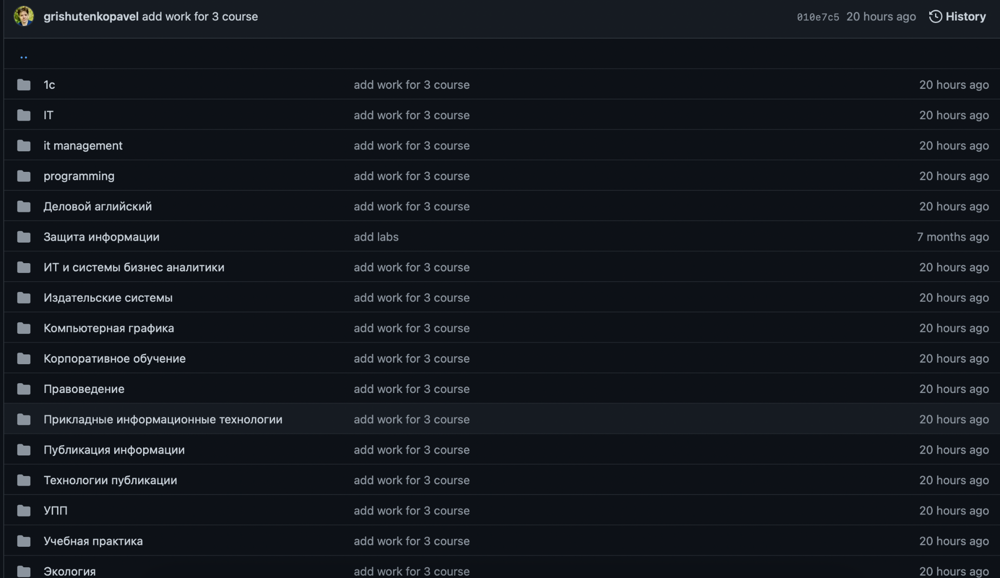 grishutenkopavel add work for 3 course 010e7c5 20 hours ago History
..
1c add work for 3 course 20 hours ago
IT add work for 3 course 20 hours ago
it management add work for 3 course 20 hours ago
programming add work for 3 course 20 hours ago
Деловой аглийский add work for 3 course 20 hours ago
Защита информации add labs 7 months ago
ИТ и системы бизнес аналитики add work for 3 course 20 hours ago
Издательские системы add work for 3 course 20 hours ago
Компьютерная графика add work for 3 course 20 hours ago
Корпоративное обучение add work for 3 course 20 hours ago
Правоведение add work for 3 course 20 hours ago
Прикладные информационные технологии add work for 3 course 20 hours ago
Публикация информации add work for 3 course 20 hours ago
Технологии публикации add work for 3 course 20 hours ago
УПП add work for 3 course 20 hours ago
Учебная практика add work for 3 course 20 hours ago
Экология add work for 3 course 20 hours ago